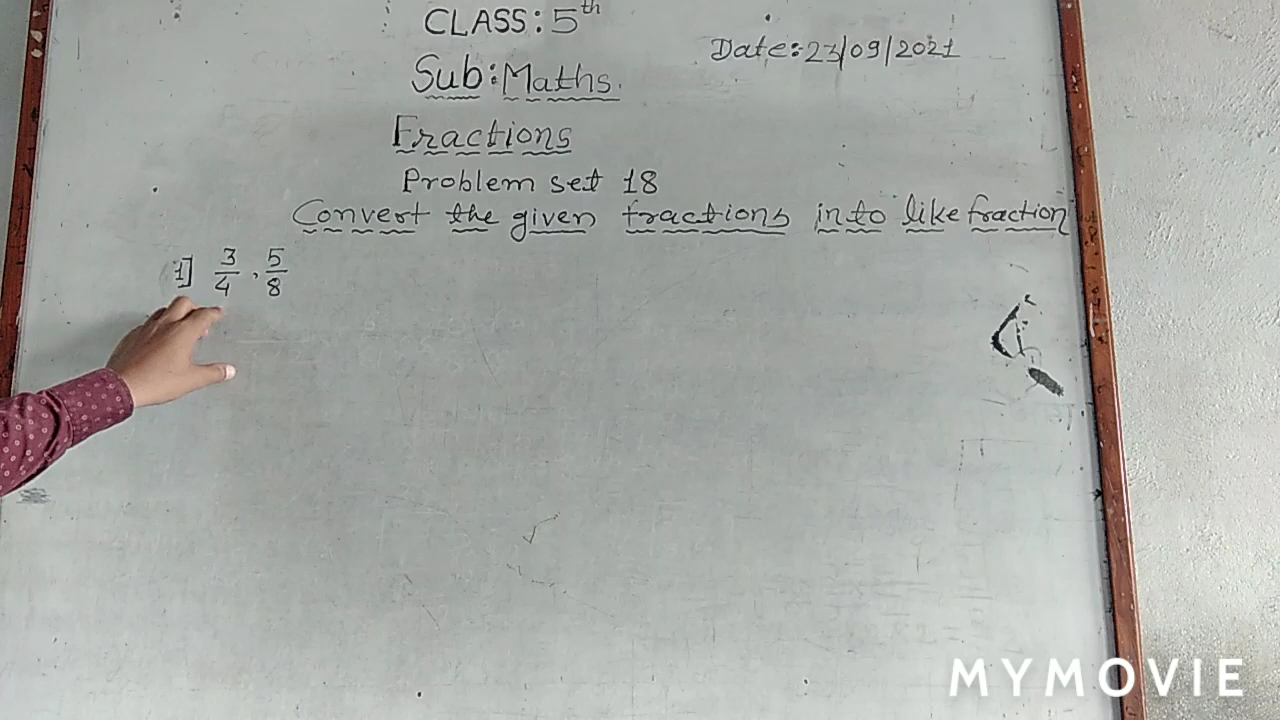 CLASS: 5th
Date: 23/09/2021
Sub: Maths.
Fractions
Problem set 18
Convert the given fractions into like fraction
1] 3/4, 5/8
MYMOVIE